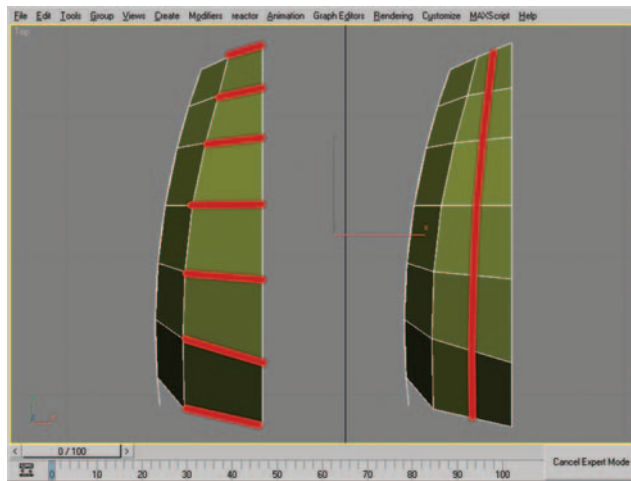 File Edit Tools Group Views Create Modifiers reactor Animation Graph Editors Rendering Customize MAXScript Help
Top
x
< 0 / 100 >
0 10 20 30 40 50 60 70 80 90 100
Cancel Expert Mode